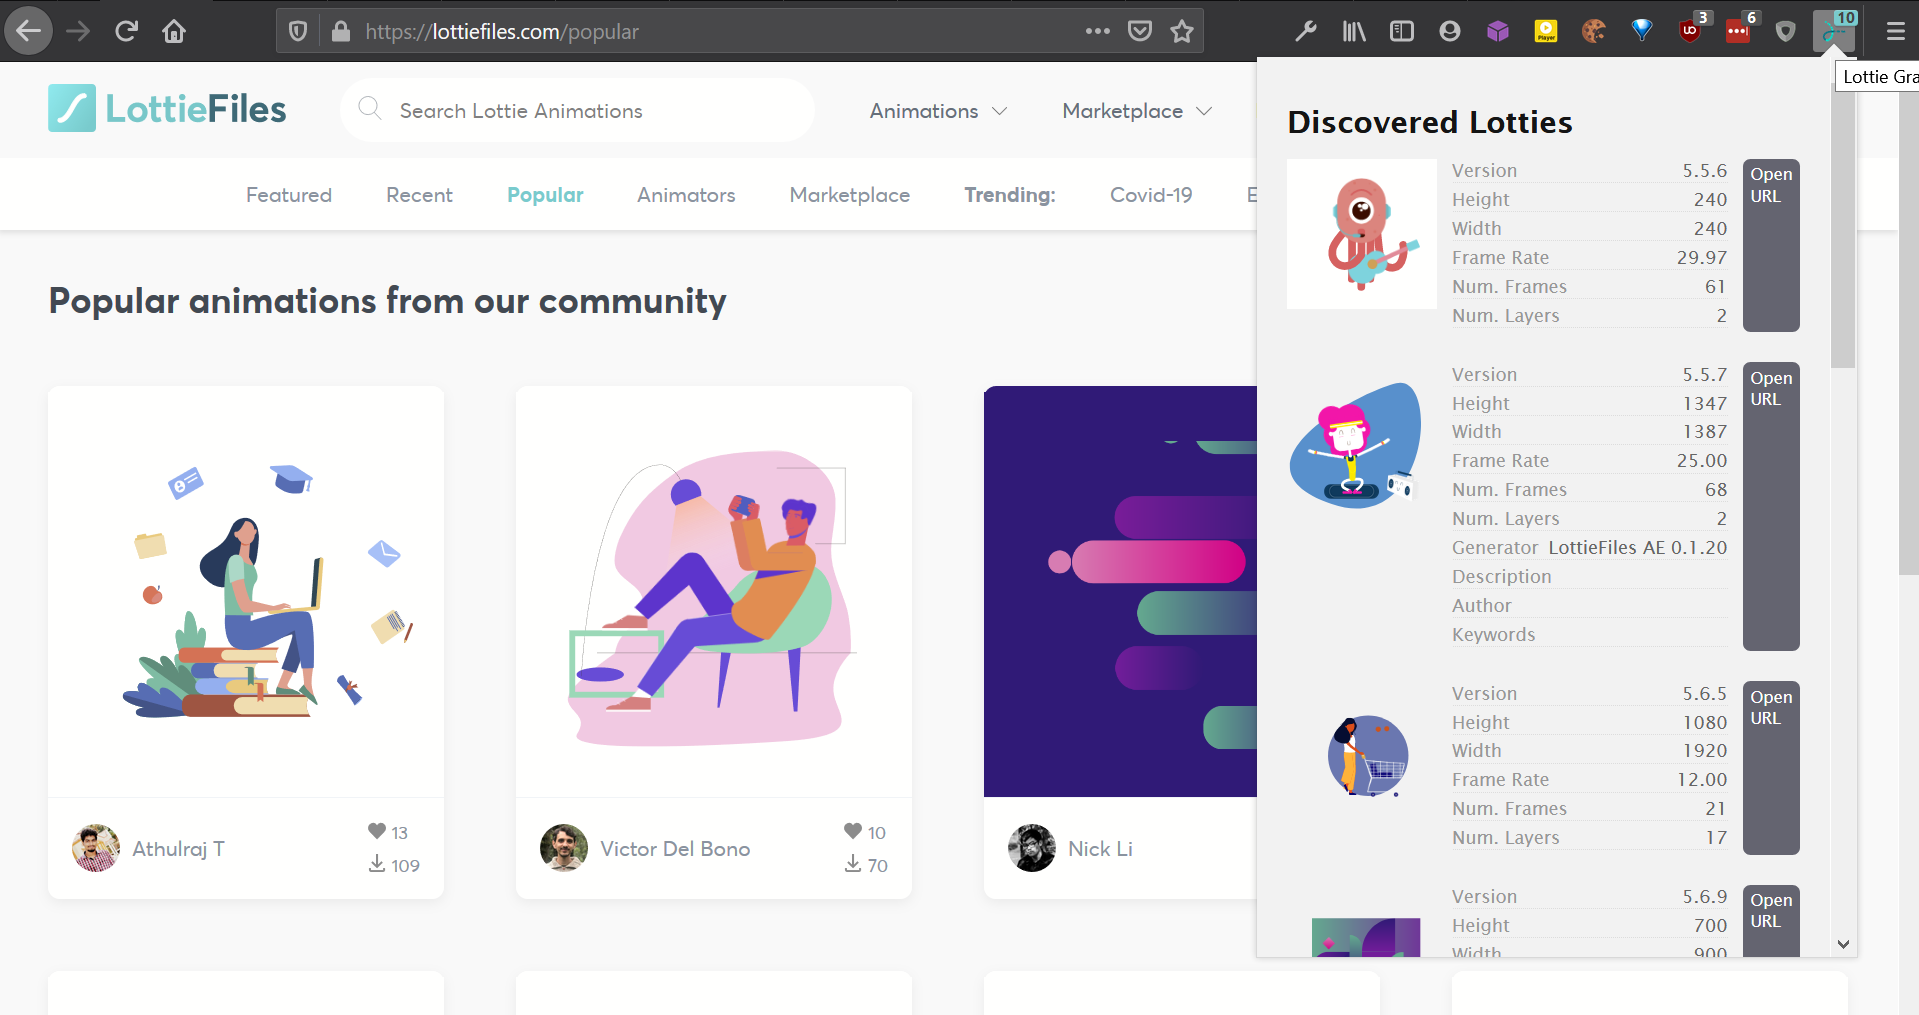 https://lottiefiles.com/popular
3
6
10
Lottie Gra
LottieFiles
Search Lottie Animations
Animations
Marketplace
Featured
Recent
Popular
Animators
Marketplace
Trending:
Covid-19
E
Popular animations from our community
Athulraj T
13
109
Victor Del Bono
10
70
Nick Li
Discovered Lotties
Version 5.5.6
Height 240
Width 240
Frame Rate 29.97
Num. Frames 61
Num. Layers 2
Open
URL
Version 5.5.7
Height 1347
Width 1387
Frame Rate 25.00
Num. Frames 68
Num. Layers 2
Generator LottieFiles AE 0.1.20
Description
Author
Keywords
Open
URL
Version 5.6.5
Height 1080
Width 1920
Frame Rate 12.00
Num. Frames 21
Num. Layers 17
Open
URL
Version 5.6.9
Height 700
Width 900
Open
URL